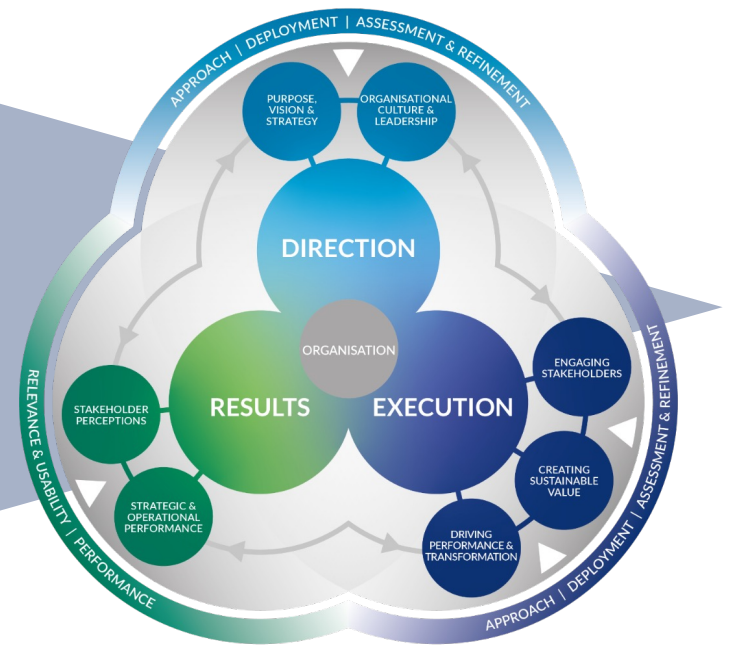 APPROACH | DEPLOYMENT | ASSESSMENT & REFINEMENT
PURPOSE,
VISION &
STRATEGY
ORGANISATIONAL
CULTURE &
LEADERSHIP
DIRECTION
ORGANISATION
RESULTS
EXECUTION
ENGAGING
STAKEHOLDERS
CREATING
SUSTAINABLE
VALUE
DRIVING
PERFORMANCE &
TRANSFORMATION
STAKEHOLDER
PERCEPTIONS
STRATEGIC &
OPERATIONAL
PERFORMANCE
RELEVANCE & USABILITY | PERFORMANCE
APPROACH | DEPLOYMENT | ASSESSMENT & REFINEMENT